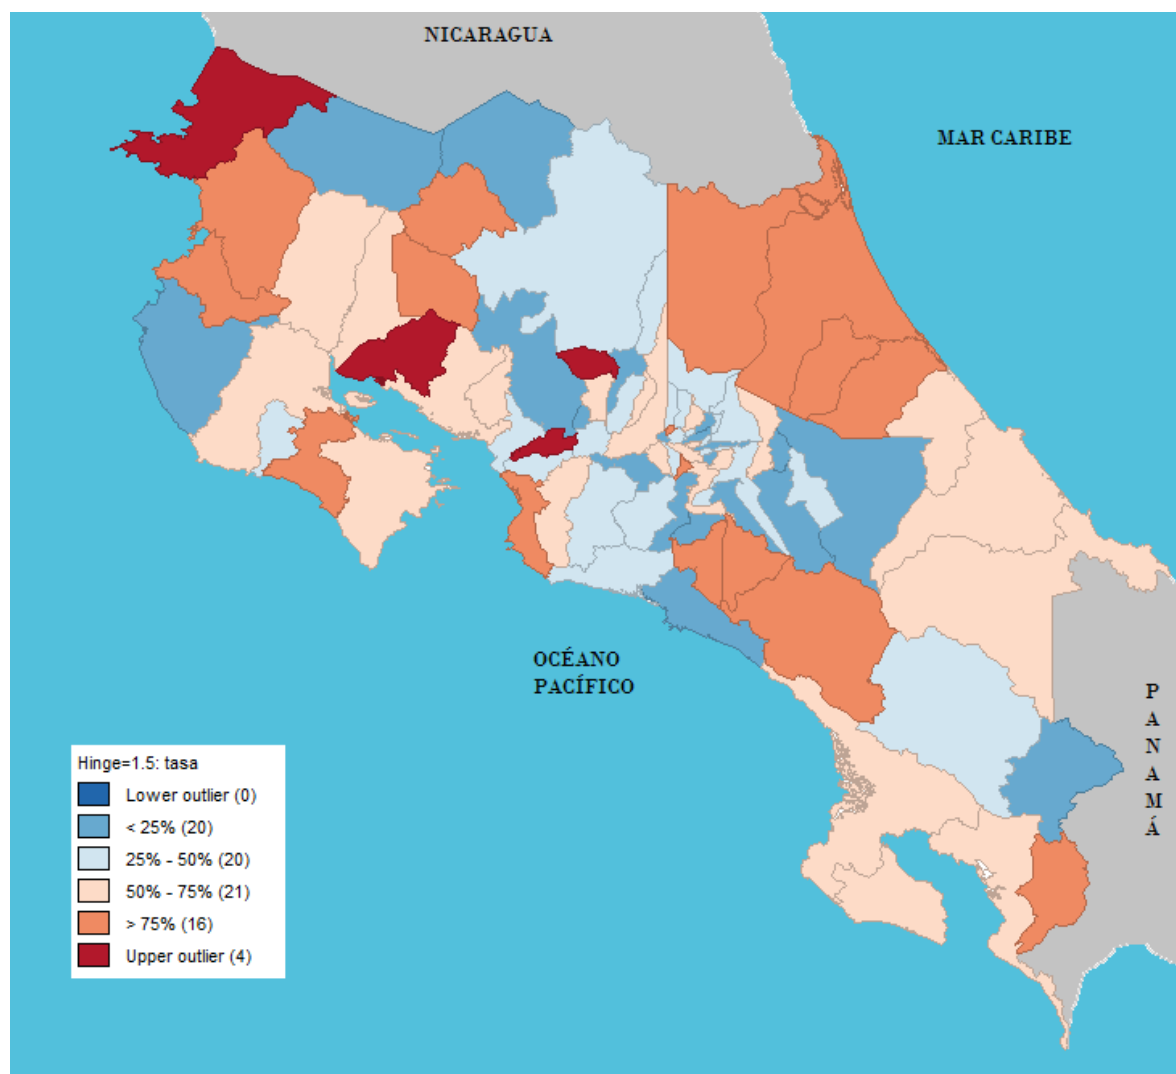 NICARAGUA
MAR CARIBE
OCÉANO
PACÍFICO
P
A
N
A
M
Á
Hinge=1.5: tasa
Lower outlier (0)
< 25% (20)
25% - 50% (20)
50% - 75% (21)
> 75% (16)
Upper outlier (4)